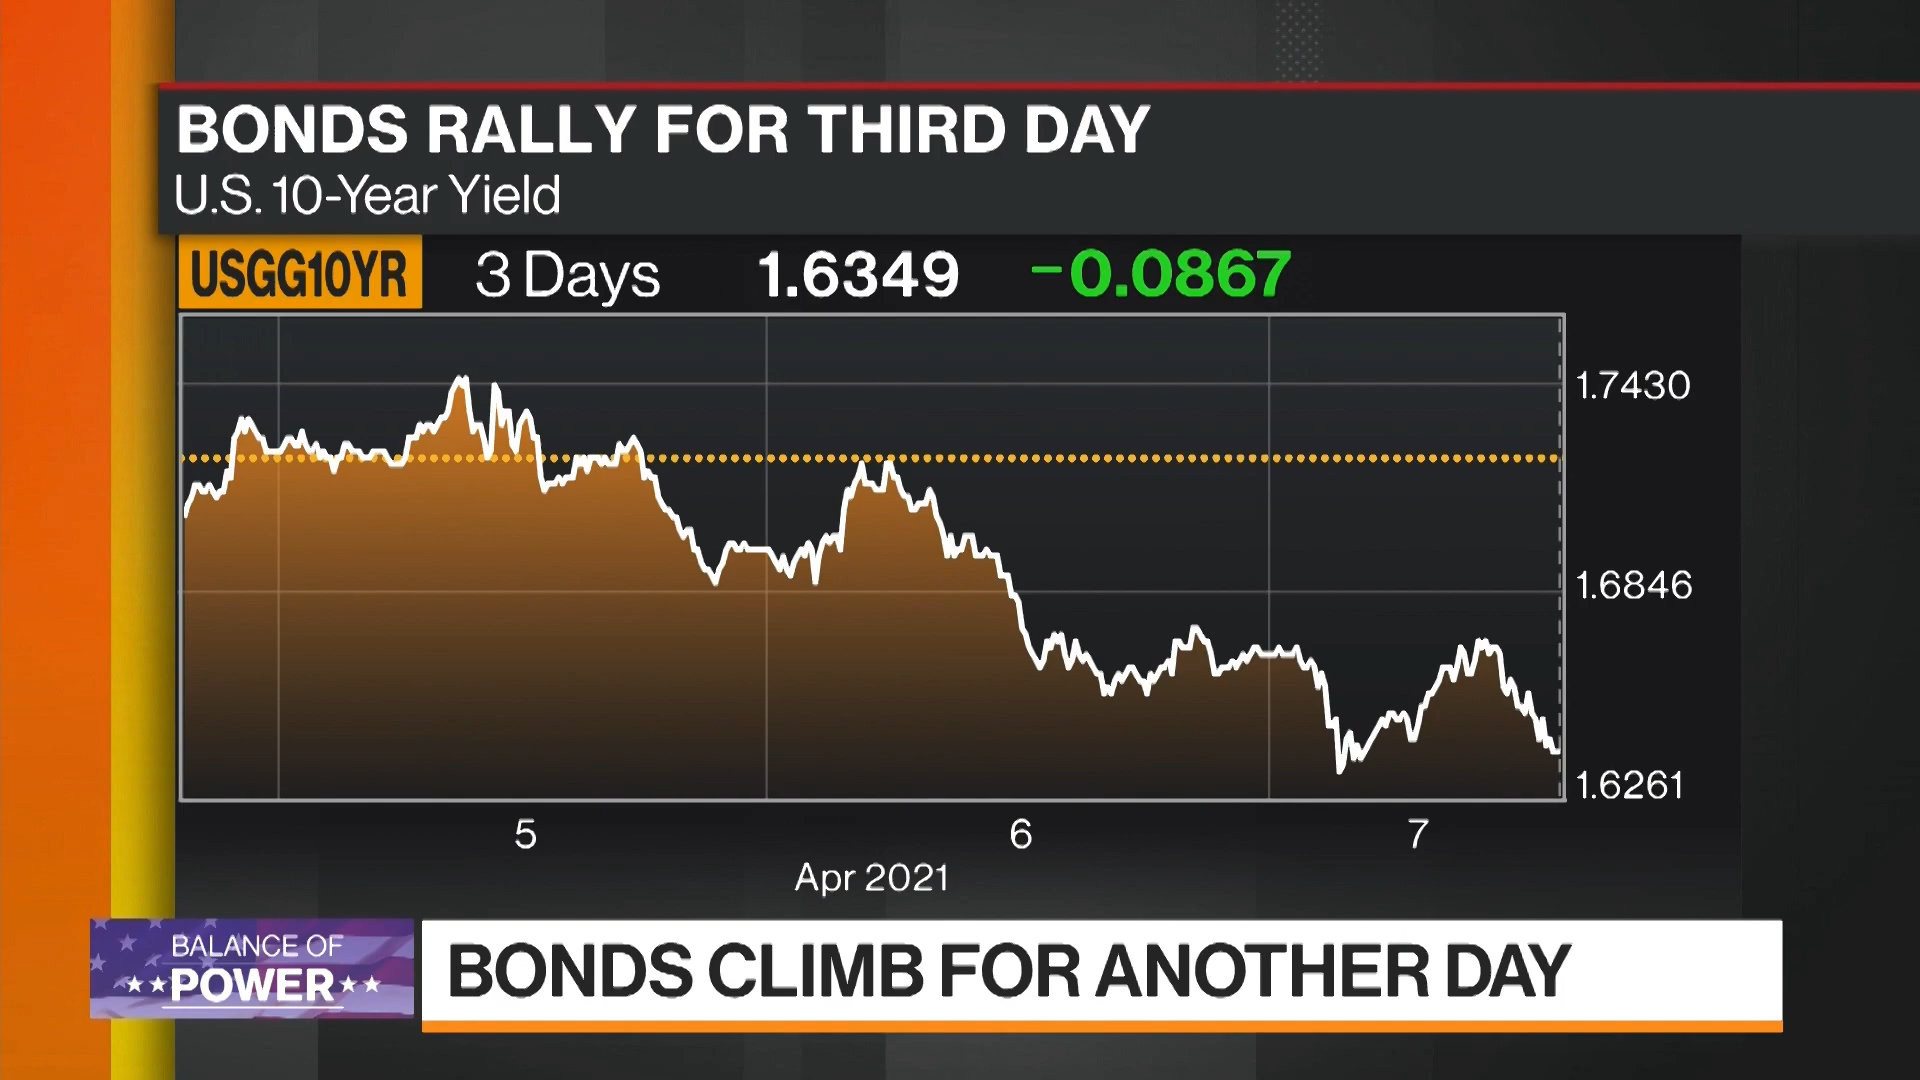 BONDS RALLY FOR THIRD DAY
U.S. 10-Year Yield
USGG10YR 3 Days 1.6349 -0.0867
1.7430
1.6846
1.6261
5 6 7
Apr 2021
BALANCE OF
POWER
BONDS CLIMB FOR ANOTHER DAY